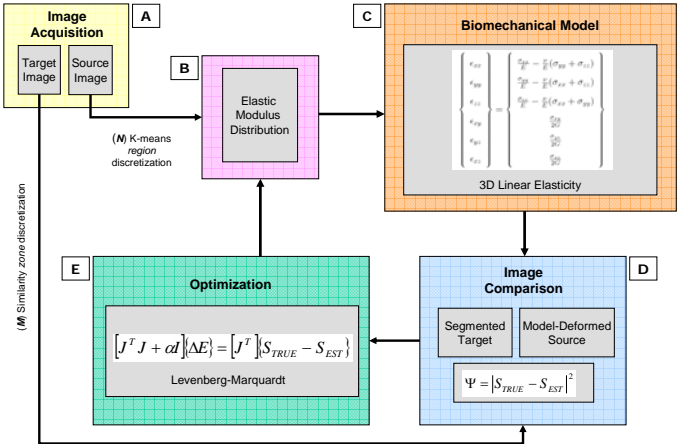 Image
Acquisition
A
Target
Image
Source
Image
B
Elastic
Modulus
Distribution
(N) K-means
region
discretization
C
Biomechanical Model
3D Linear Elasticity
D
Image
Comparison
Segmented
Target
Model-Deformed
Source
Ψ = |S_TRUE − S_EST|²
E
Optimization
[J^T J + αI]{ΔE} = [J^T]{S_TRUE − S_EST}
Levenberg-Marquardt
(M) Similarity zone discretization